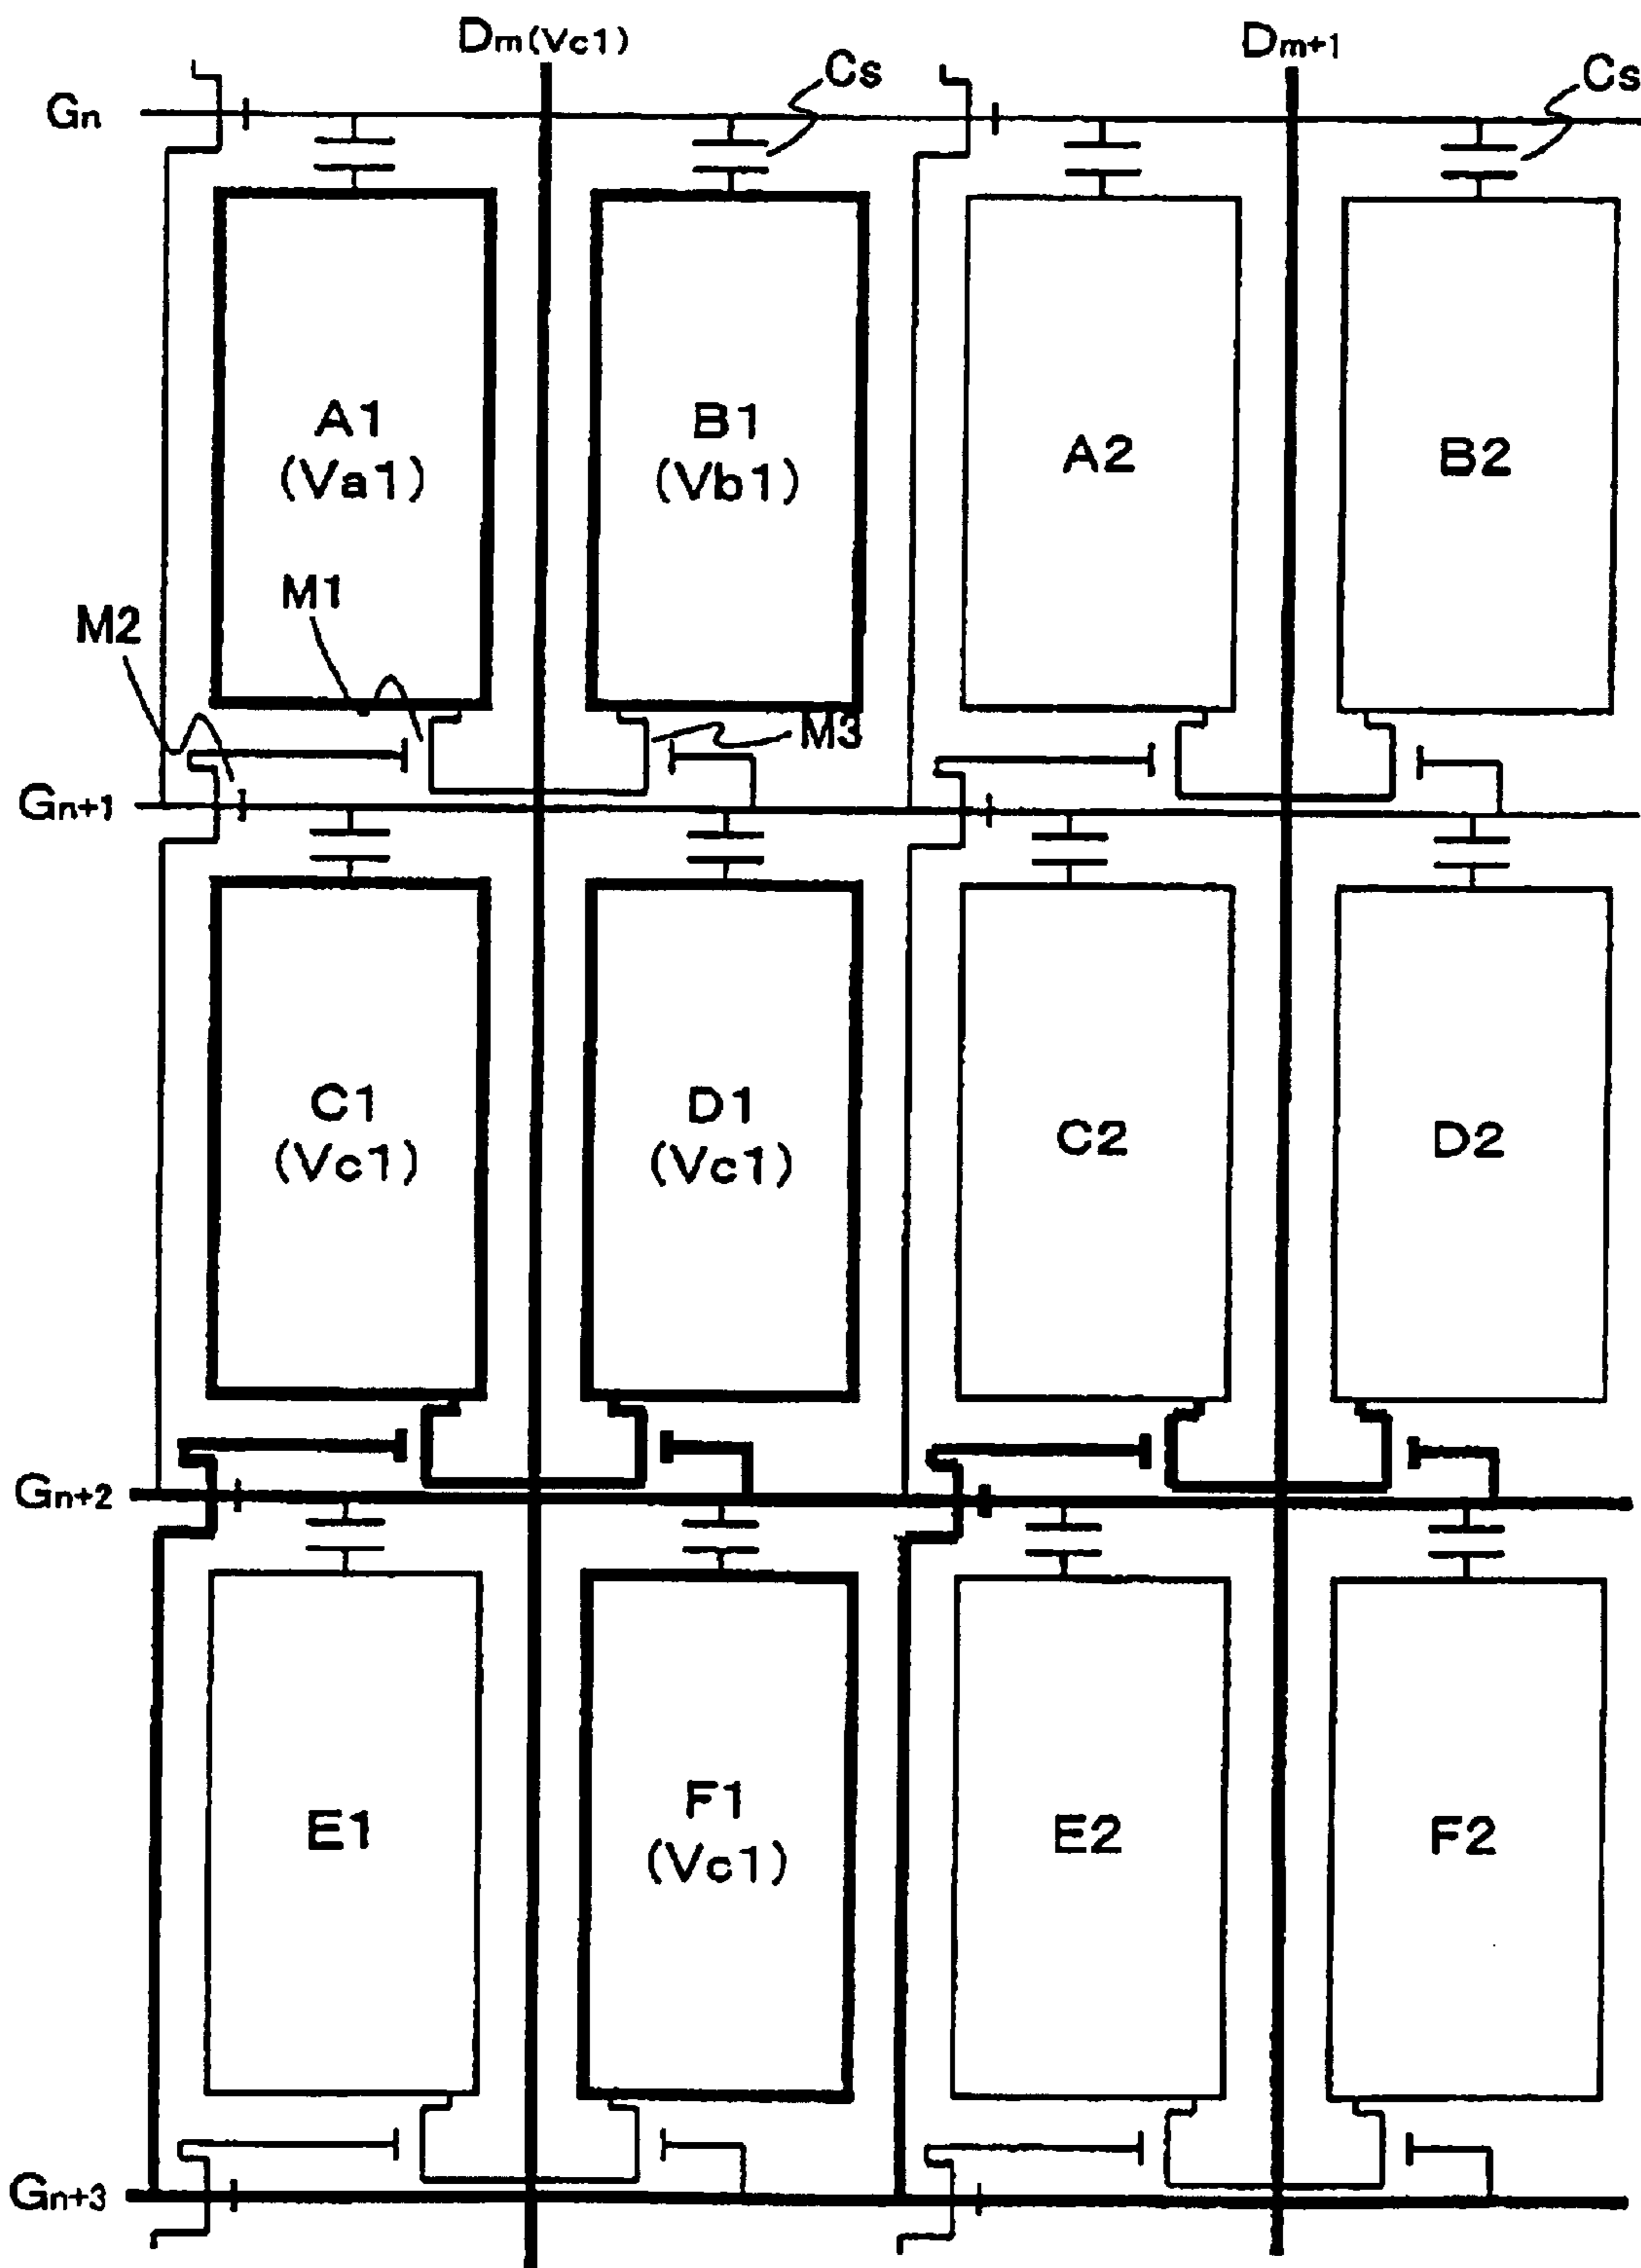 Dm(Vc1)
Dm+1
Cs
Cs
Gn
A1
(Va1)
B1
(Vb1)
A2
B2
M1
M2
M3
Gn+1
C1
(Vc1)
D1
(Vc1)
C2
D2
Gn+2
E1
F1
(Vc1)
E2
F2
Gn+3